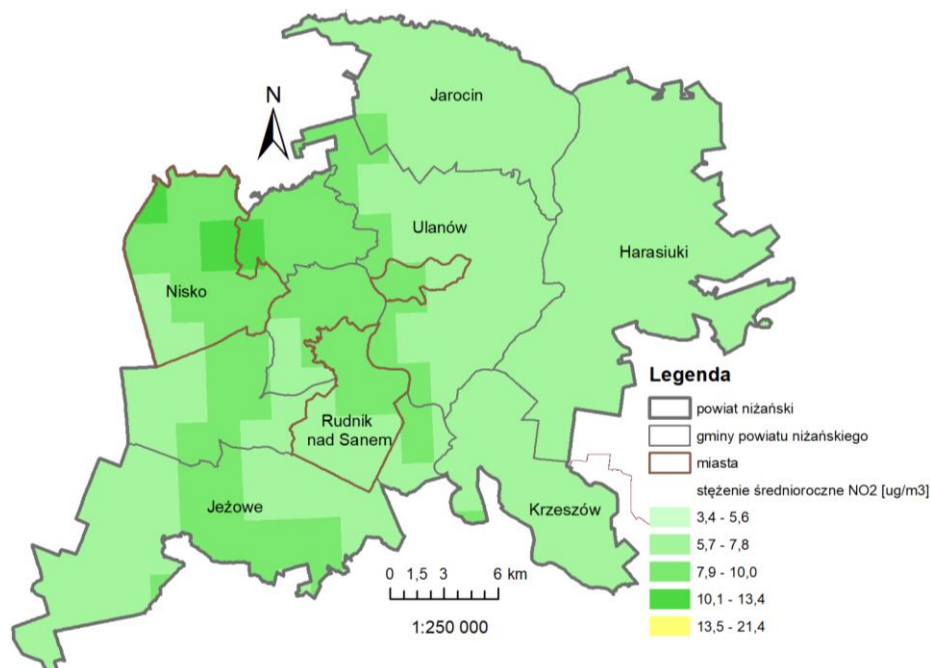 Jarocin
N
Ulanów
Harasiuki
Nisko
Rudnik
nad Sanem
Jeżowe
Krzeszów
0 1,5 3 6 km
1:250 000
Legenda
powiat niżański
gminy powiatu niżańskiego
miasta
stężenie średnioroczne NO2 [ug/m3]
3,4 - 5,6
5,7 - 7,8
7,9 - 10,0
10,1 - 13,4
13,5 - 21,4